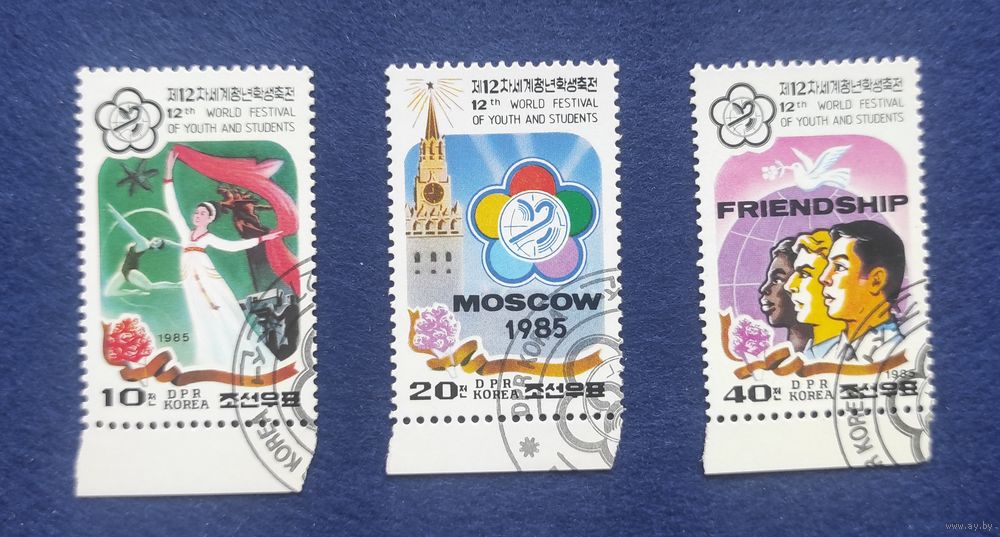 제12차세계청년학생축전
12th WORLD FESTIVAL
OF YOUTH AND STUDENTS
1985
10전 DPR KOREA 조선우표
KOREA
제12차세계청년학생축전
12th WORLD FESTIVAL
OF YOUTH AND STUDENTS
MOSCOW
1985
20전 DPR KOREA 조선우표
DPR KOREA
제12차세계청년학생축전
12th WORLD FESTIVAL
OF YOUTH AND STUDENTS
FRIENDSHIP
1985
40전 DPR KOREA 조선우표
DPR KOREA
www.ay.by